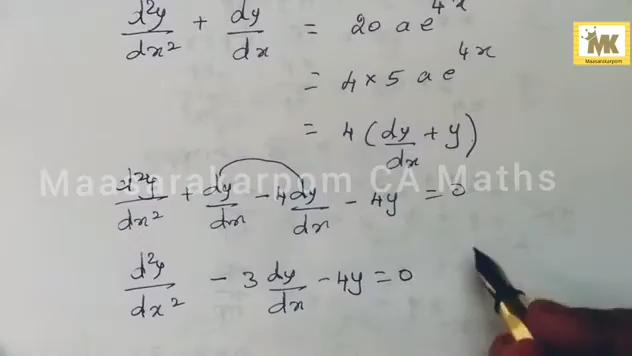 d²y/dx² + dy/dx = 20 a e^4x
= 4 × 5 a e^4x
= 4 (dy/dx + y)
d²y/dx² + dy/dx - 4 dy/dx - 4y = 0
d²y/dx² - 3 dy/dx - 4y = 0
MK
Maasarakarpom
Maasarakarpom CA Maths